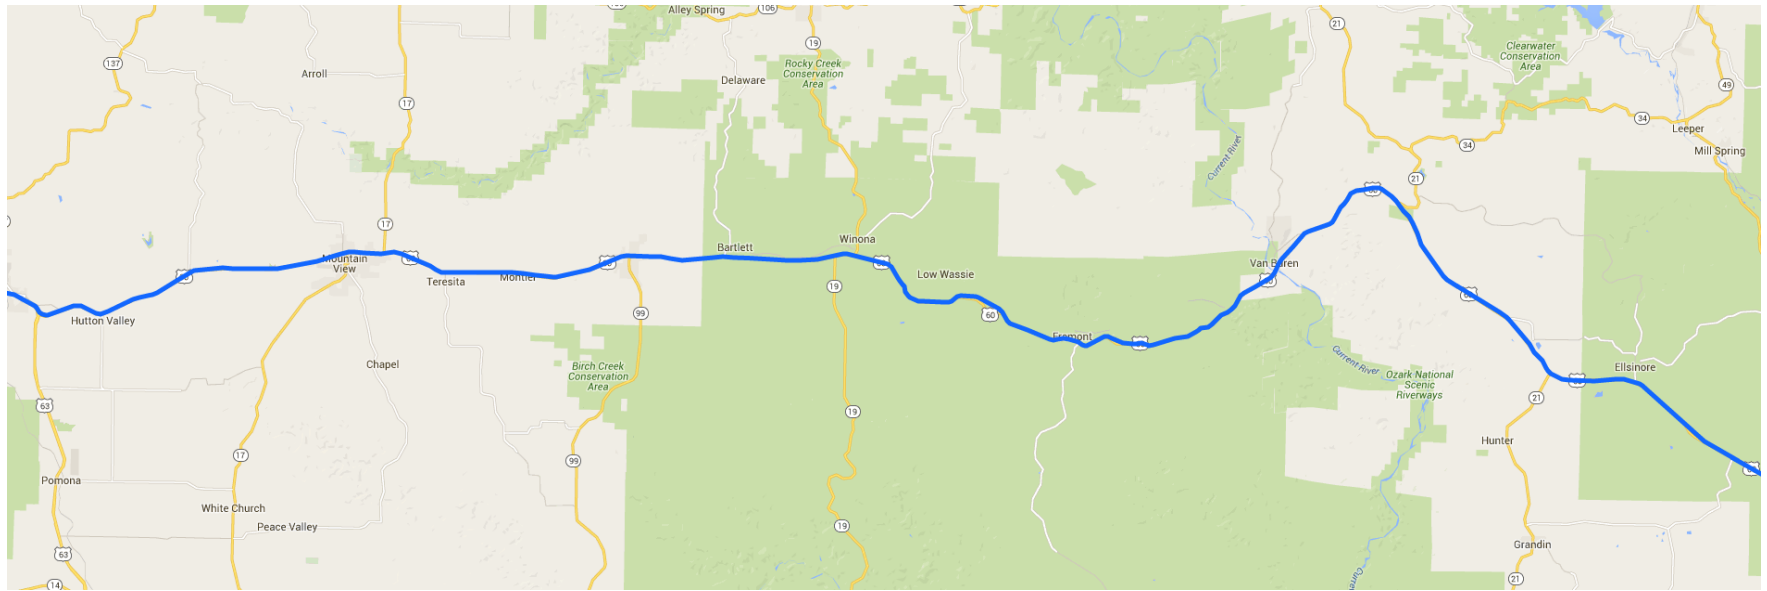 Alley Spring
106
21
19
Clearwater
Conservation
Area
137
Arroll
Rocky Creek
Conservation
Area
Delaware
49
17
34
Leeper
34
Mill Spring
Current River
21
60
17
Winona
Bartlett
Mountain
View
60
60
60
60
Low Wassie
Van Buren
Teresita
Montier
60
60
19
99
60
Hutton Valley
Fremont
60
Chapel
Birch Creek
Conservation
Area
Current River
Ozark National
Scenic
Riverways
Ellsinore
60
63
19
21
Hunter
17
99
60
Pomona
White Church
Peace Valley
19
63
Grandin
14
21